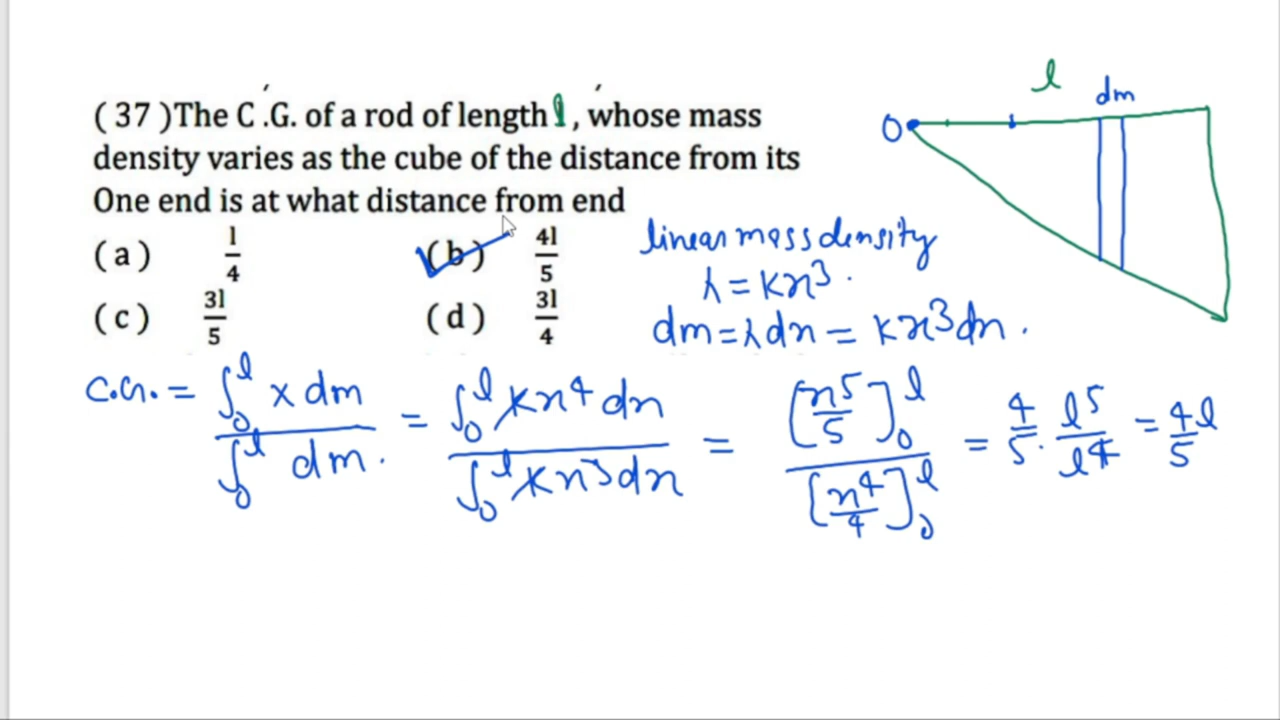 ( 37 )The C .G. of a rod of length l , whose mass
density varies as the cube of the distance from its
One end is at what distance from end
(a) l/4 (b) 4l/5
(c) 3l/5 (d) 3l/4
l
dm
O
linear mass density
λ = Kx³.
dm = λ dx = Kx³dx.
C.G. = ∫₀ˡ x dm / ∫₀ˡ dm. = ∫₀ˡ Kx⁴ dx / ∫₀ˡ Kx³dx = [x⁵/5]₀ˡ / [x⁴/4]₀ˡ = 4/5 . l⁵/l⁴ = 4/5 l